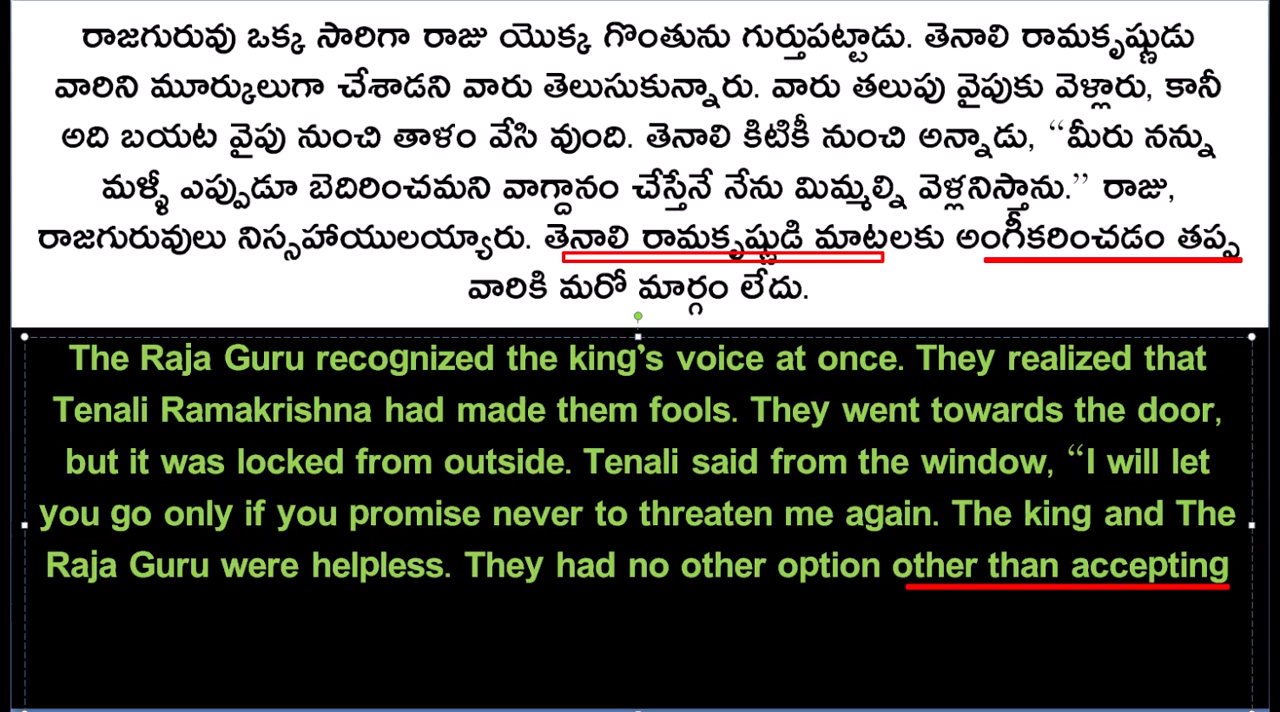 రాజగురువు ఒక్క సారిగా రాజు యొక్క గొంతును గుర్తుపట్టాడు. తెనాలి రామకృష్ణుడు
వారిని మూర్కులుగా చేశాడని వారు తెలుసుకున్నారు. వారు తలుపు వైపుకు వెళ్లారు, కానీ
అది బయట వైపు నుంచి తాళం వేసి వుంది. తెనాలి కిటికీ నుంచి అన్నాడు, “మీరు నన్ను
మళ్ళీ ఎప్పుడూ బెదిరించమని వాగ్దానం చేస్తేనే నేను మిమ్మల్ని వెళ్లనిస్తాను.” రాజు,
రాజగురువులు నిస్సహాయులయ్యారు. తెనాలి రామకృష్ణుడి మాటలకు అంగీకరించడం తప్ప
వారికి మరో మార్గం లేదు.
The Raja Guru recognized the king’s voice at once. They realized that
Tenali Ramakrishna had made them fools. They went towards the door,
but it was locked from outside. Tenali said from the window, “I will let
you go only if you promise never to threaten me again. The king and The
Raja Guru were helpless. They had no other option other than accepting